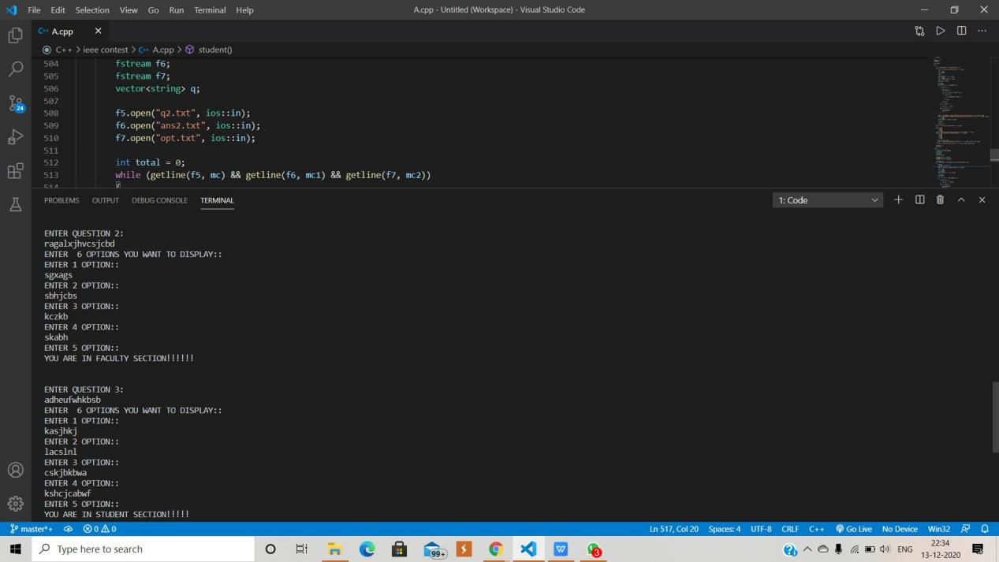 File Edit Selection View Go Run Terminal Help A.cpp - Untitled (Workspace) - Visual Studio Code
C++ A.cpp
C++ > ieee contest > C++ A.cpp > student()
504 fstream f6;
505 fstream f7;
506 vector<string> q;
507
508 f5.open("q2.txt", ios::in);
509 f6.open("ans2.txt", ios::in);
510 f7.open("opt.txt", ios::in);
511
512 int total = 0;
513 while (getline(f5, mc) && getline(f6, mc1) && getline(f7, mc2))
514 {
24
PROBLEMS OUTPUT DEBUG CONSOLE TERMINAL 1: Code
ENTER QUESTION 2:
ragalxjhvcsjcbd
ENTER  6 OPTIONS YOU WANT TO DISPLAY::
ENTER 1 OPTION::
sgxags
ENTER 2 OPTION::
sbhjcbs
ENTER 3 OPTION::
kczkb
ENTER 4 OPTION::
skabh
ENTER 5 OPTION::
YOU ARE IN FACULTY SECTION!!!!!!
ENTER QUESTION 3:
adheufwhkbsb
ENTER  6 OPTIONS YOU WANT TO DISPLAY::
ENTER 1 OPTION::
kasjhkj
ENTER 2 OPTION::
lacslnl
ENTER 3 OPTION::
cskjbkbwa
ENTER 4 OPTION::
kshcjcabwf
ENTER 5 OPTION::
YOU ARE IN STUDENT SECTION!!!!!
master*+ 0 0 Ln 517, Col 20 Spaces: 4 UTF-8 CRLF C++ Go Live No Device Win32
Type here to search 99+ 3 ENG 22:34
13-12-2020